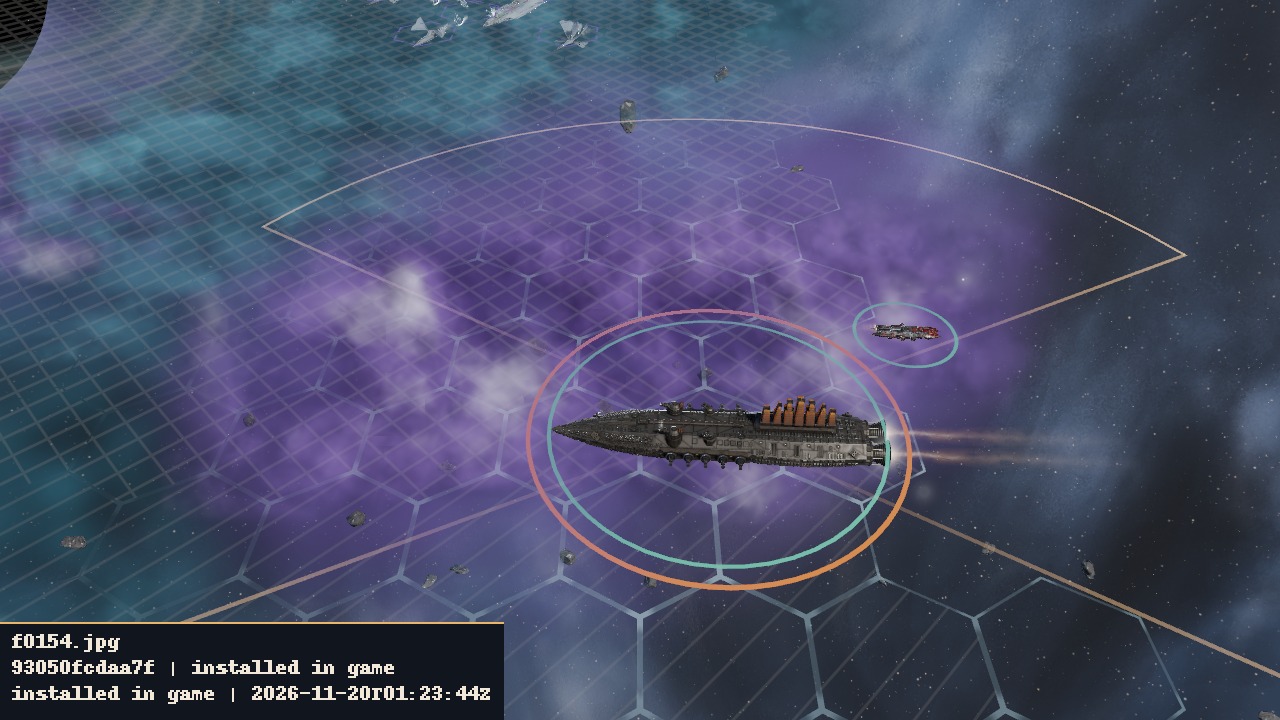 f0154.jpg
93050fcdaa7f | installed in game
installed in game | 2026-11-20T01:23:44Z